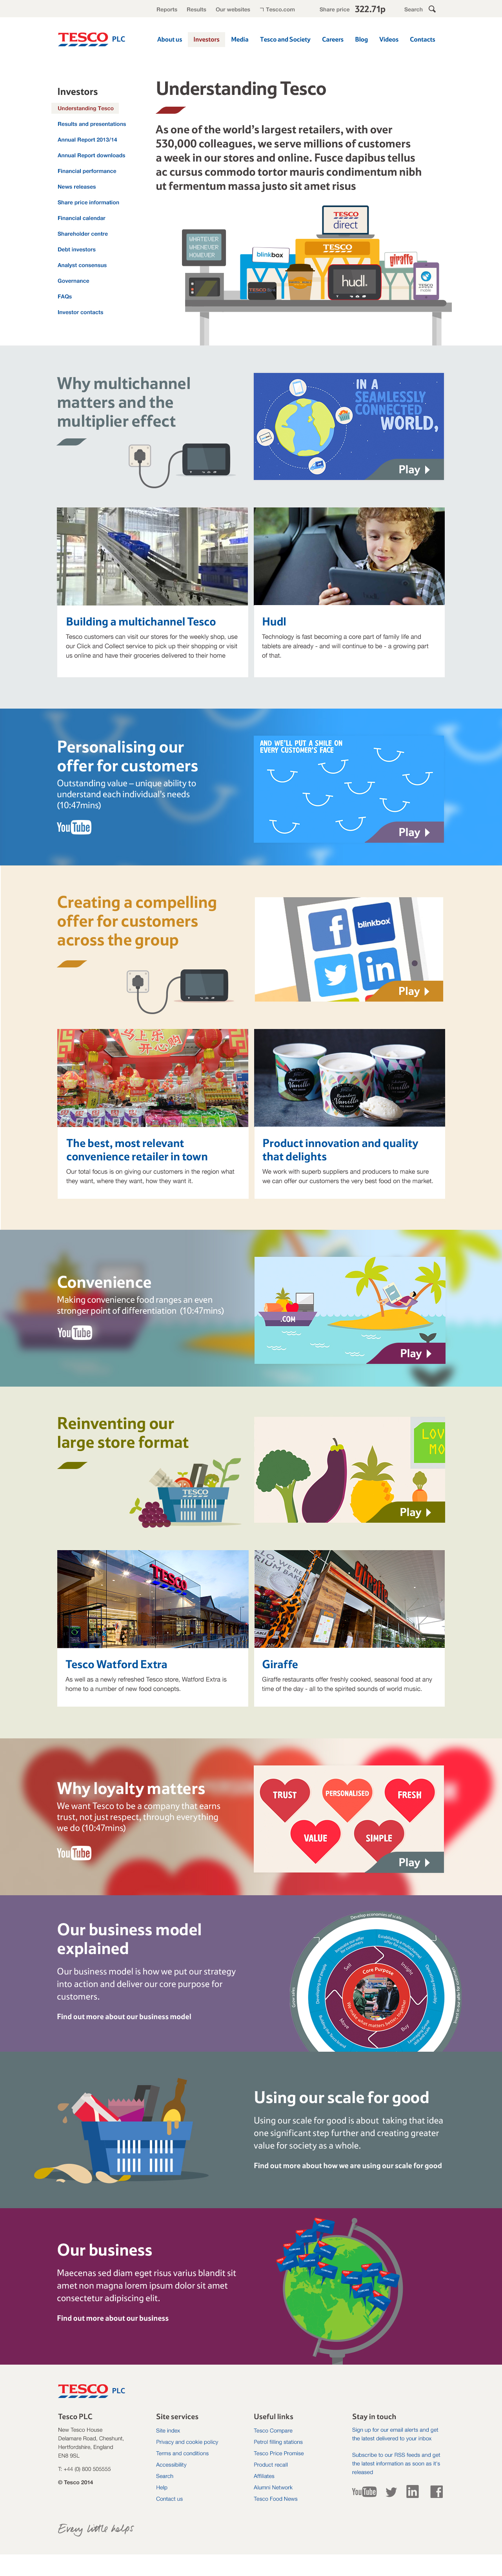 Reports Results Our websites Tesco.com Share price 322.71p Search
TESCO PLC
About us Investors Media Tesco and Society Careers Blog Videos Contacts
Investors
Understanding Tesco
Results and presentations
Annual Report 2013/14
Annual Report downloads
Financial performance
News releases
Share price information
Financial calendar
Shareholder centre
Debt investors
Analyst consensus
Governance
FAQs
Investor contacts
Understanding Tesco
As one of the world's largest retailers, with over
530,000 colleagues, we serve millions of customers
a week in our stores and online. Fusce dapibus tellus
ac cursus commodo tortor mauris condimentum nibh
ut fermentum massa justo sit amet risus
WHATEVER
WHENEVER
HOWEVER
blinkbox
TESCO
direct
TESCO
giraffe
hudl.
Why multichannel
matters and the
multiplier effect
IN A
SEAMLESSLY
CONNECTED
WORLD,
Play
Building a multichannel Tesco
Tesco customers can visit our stores for the weekly shop, use
our Click and Collect service to pick up their shopping or visit
us online and have their groceries delivered to their home
Hudl
Technology is fast becoming a core part of family life and
tablets are already - and will continue to be - a growing part
of that.
Personalising our
offer for customers
Outstanding value – unique ability to
understand each individual's needs
(10:47mins)
YouTube
AND WE'LL PUT A SMILE ON
EVERY CUSTOMER'S FACE
Play
Creating a compelling
offer for customers
across the group
blinkbox
Play
The best, most relevant
convenience retailer in town
Our total focus is on giving our customers in the region what
they want, where they want, how they want it.
Product innovation and quality
that delights
We work with superb suppliers and producers to make sure
we can offer our customers the very best food on the market.
Convenience
Making convenience food ranges an even
stronger point of differentiation (10:47mins)
YouTube
.COM
Play
Reinventing our
large store format
TESCO
LOV
MO
Play
TESCO
Giraffe
Tesco Watford Extra
As well as a newly refreshed Tesco store, Watford Extra is
home to a number of new food concepts.
Giraffe
Giraffe restaurants offer freshly cooked, seasonal food at any
time of the day - all to the spirited sounds of world music.
Why loyalty matters
We want Tesco to be a company that earns
trust, not just respect, through everything
we do (10:47mins)
YouTube
TRUST
PERSONALISED
FRESH
VALUE
SIMPLE
Play
Our business model
explained
Our business model is how we put our strategy
into action and deliver our core purpose for
customers.
Find out more about our business model
Develop economies of scale
Core Purpose
Insight
Sell
Move
Buy
Using our scale for good
Using our scale for good is about taking that idea
one significant step further and creating greater
value for society as a whole.
Find out more about how we are using our scale for good
Our business
Maecenas sed diam eget risus varius blandit sit
amet non magna lorem ipsum dolor sit amet
consectetur adipiscing elit.
Find out more about our business
TESCO PLC
Tesco PLC
New Tesco House
Delamare Road, Cheshunt,
Hertfordshire, England
EN8 9SL
T: +44 (0) 800 505555
© Tesco 2014
Site services
Site index
Privacy and cookie policy
Terms and conditions
Accessibility
Search
Help
Contact us
Useful links
Tesco Compare
Petrol filling stations
Tesco Price Promise
Product recall
Affiliates
Alumni Network
Tesco Food News
Stay in touch
Sign up for our email alerts and get
the latest delivered to your inbox
Subscribe to our RSS feeds and get
the latest information as soon as it's
released
YouTube
Every little helps